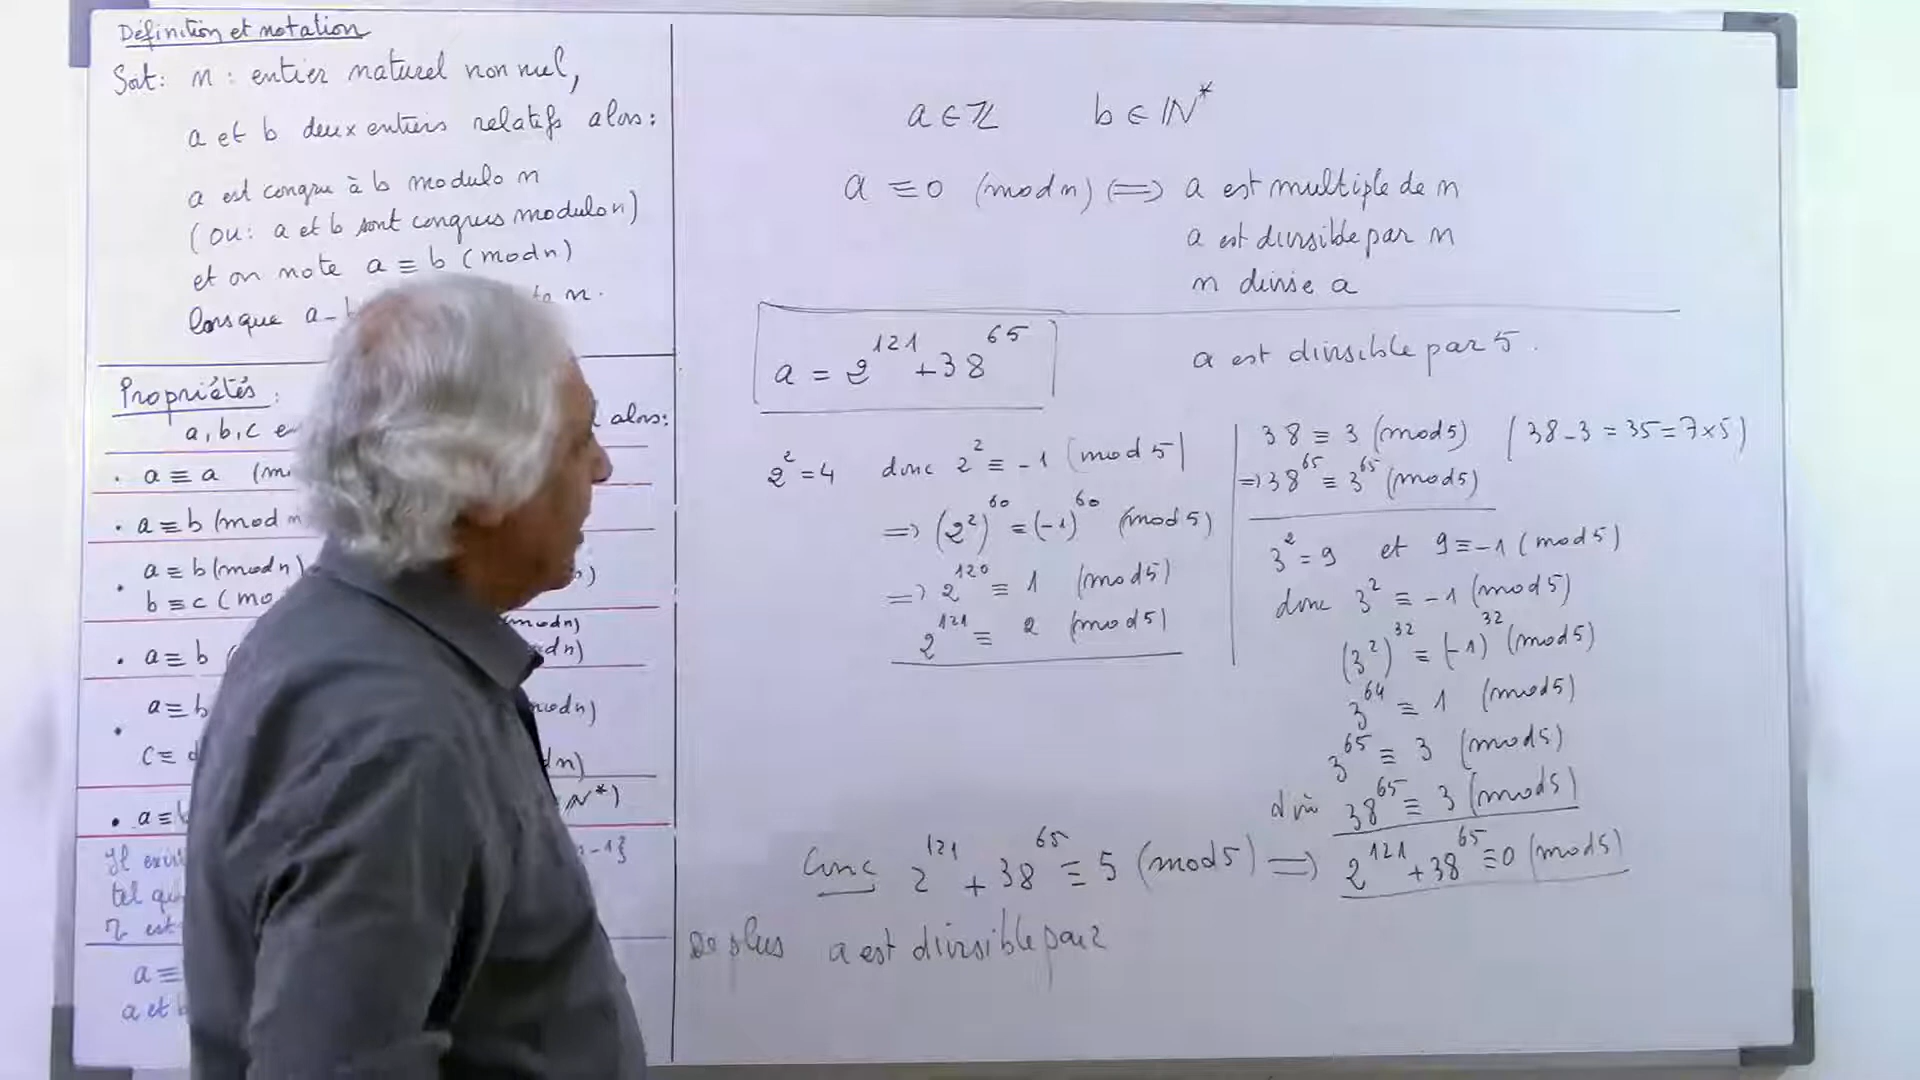 Définition et notation
Soit: n : entier naturel non nul,
a et b deux entiers relatifs alors:
a est congru à b modulo n
(ou: a et b sont congrus modulo n)
et on note a ≡ b (mod n)
lorsque a - b n.
Propriétés :
a, b, c alors:
• a ≡ a
• a ≡ b (mod n
• a ≡ b (mod n)
b ≡ c
(mod n)
• a ≡ b
a ≡ b
•
c ≡
• a ≡ ℕ*)
Il
tel
r est
a ≡
a et b
a ∈ ℤ b ∈ ℕ*
a ≡ 0 (mod n) ⟺ a est multiple de n
a est divisible par n
n divise a
a = 2^121 + 38^65
a est divisible par 5.
2^2 = 4 donc 2^2 ≡ -1 (mod 5)
⟹ (2^2)^60 ≡ (-1)^60 (mod 5)
⟹ 2^120 ≡ 1 (mod 5)
2^121 ≡ 2 (mod 5)
38 ≡ 3 (mod 5) (38 - 3 = 35 = 7 × 5)
⟹ 38^65 ≡ 3^65 (mod 5)
3^2 = 9 et 9 ≡ -1 (mod 5)
donc 3^2 ≡ -1 (mod 5)
(3^2)^32 ≡ (-1)^32 (mod 5)
3^64 ≡ 1 (mod 5)
3^65 ≡ 3 (mod 5)
38^65 ≡ 3 (mod 5)
2^121 + 38^65 ≡ 5 (mod 5) ⟹ 2^121 + 38^65 ≡ 0 (mod 5)
De plus a est divisible par 2